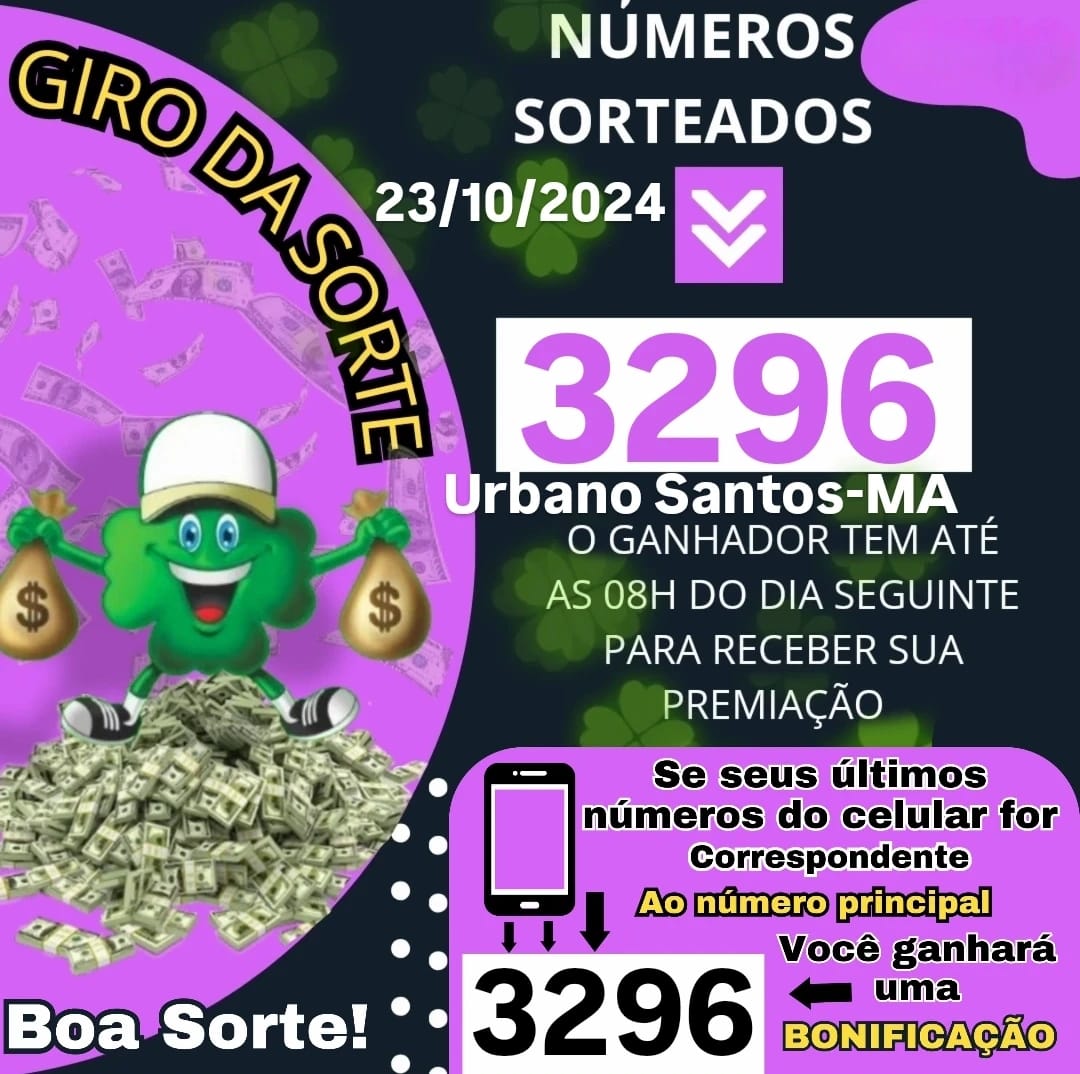 GIRO DA SORTE
NÚMEROS
SORTEADOS
23/10/2024
3296
Urbano Santos-MA
O GANHADOR TEM ATÉ
AS 08H DO DIA SEGUINTE
PARA RECEBER SUA
PREMIAÇÃO
$
$
Se seus últimos
números do celular for
Correspondente
Ao número principal
Você ganhará
uma
BONIFICAÇÃO
3296
Boa Sorte!